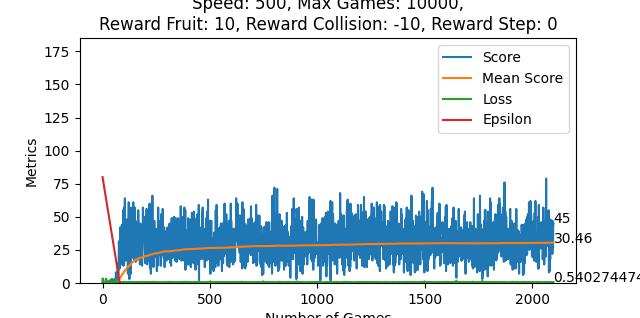 Speed: 500, Max Games: 10000,
Reward Fruit: 10, Reward Collision: -10, Reward Step: 0
175
150
125
100
75
50
25
0
Metrics
Score
Mean Score
Loss
Epsilon
45
30.46
0.540274474
0
500
1000
1500
2000
Number of Games